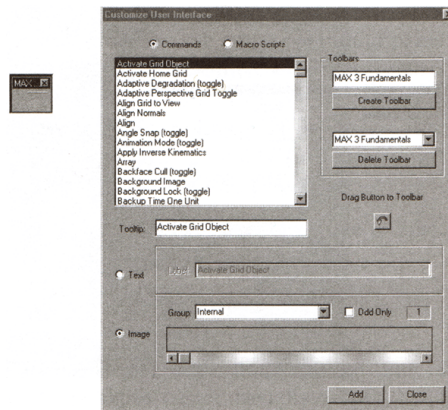 Customize User Interface
Commands
Macro Scripts
MAX
Activate Grid Object
Activate Home Grid
Adaptive Degradation (toggle)
Adaptive Perspective Grid Toggle
Align Grid to View
Align Normals
Align
Angle Snap (toggle)
Animation Mode (toggle)
Apply Inverse Kinematics
Array
Backface Cull (toggle)
Background Image
Background Lock (toggle)
Backup Time One Unit
Toolbars
MAX 3 Fundamentals
Create Toolbar
MAX 3 Fundamentals
Delete Toolbar
Drag Button to Toolbar
Tooltip:
Activate Grid Object
Text
Label:
Activate Grid Object
Group:
Internal
Odd Only
1
Image
Add
Close